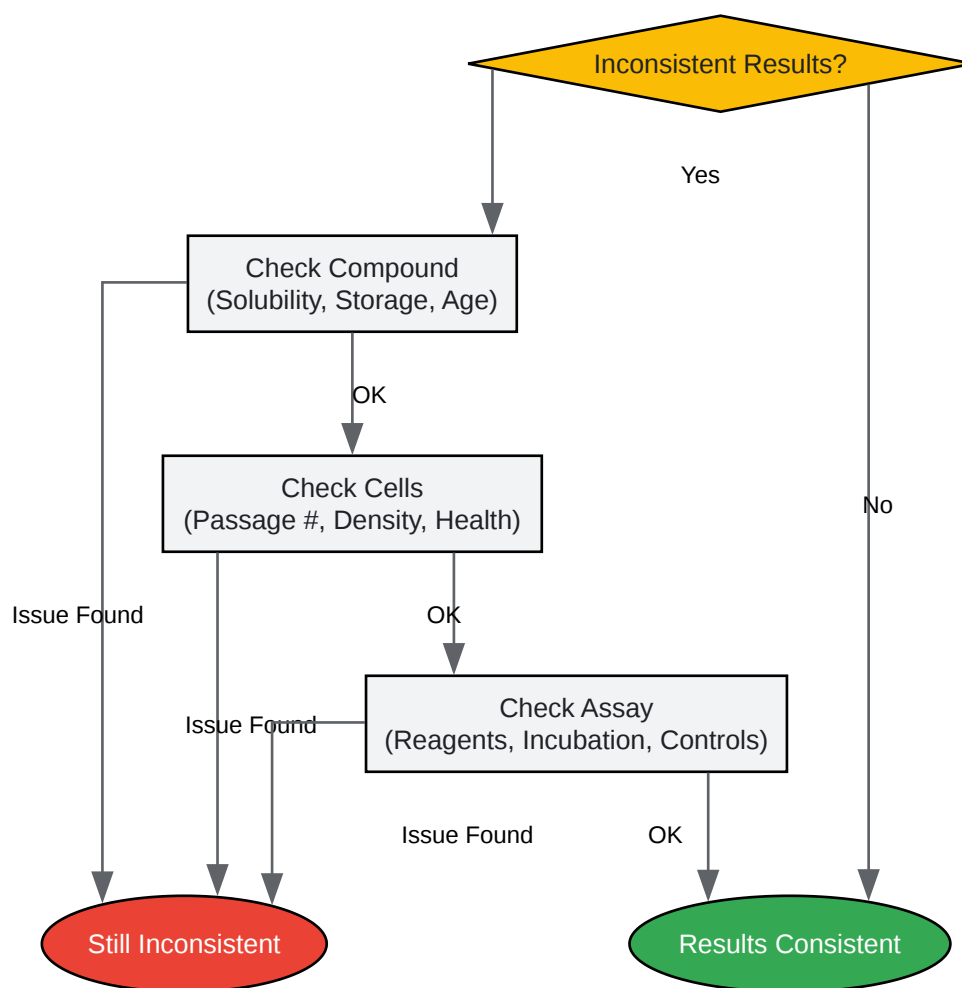 Inconsistent Results?
Yes
Check Compound
(Solubility, Storage, Age)
OK
Check Cells
(Passage #, Density, Health)
No
Issue Found
OK
Check Assay
(Reagents, Incubation, Controls)
Issue Found
Issue Found
OK
Still Inconsistent
Results Consistent